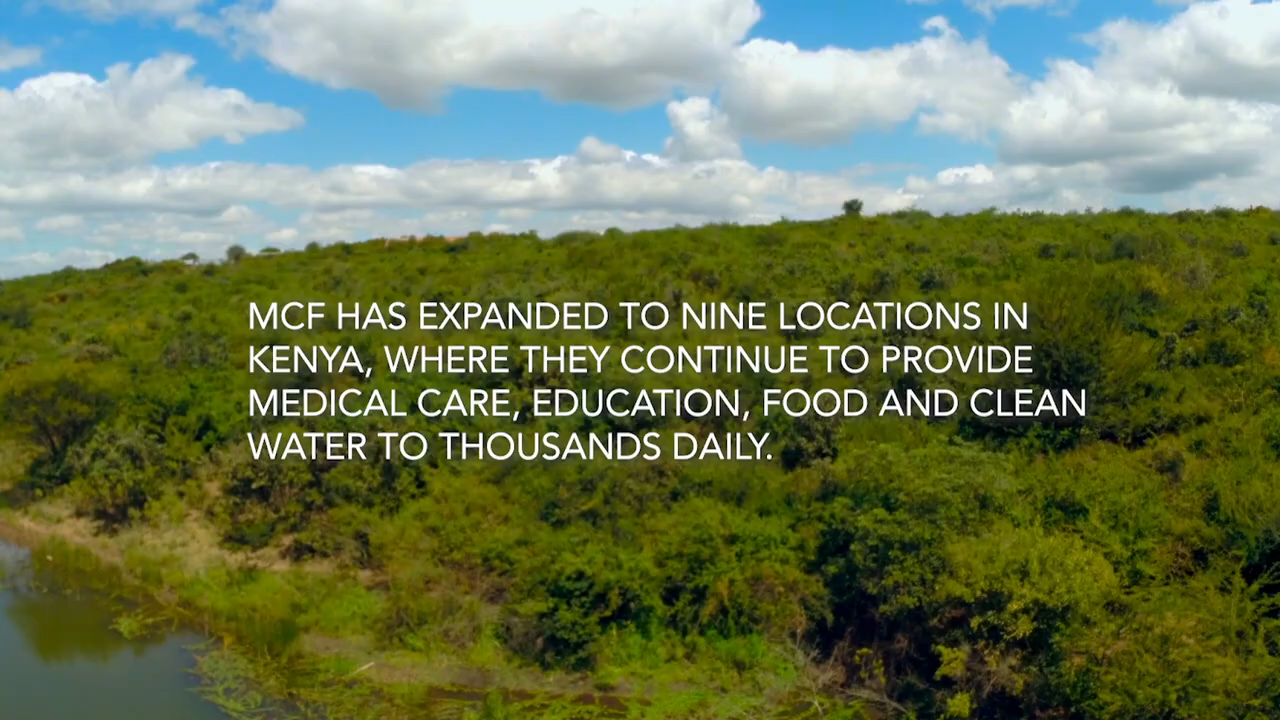 MCF HAS EXPANDED TO NINE LOCATIONS IN
KENYA, WHERE THEY CONTINUE TO PROVIDE
MEDICAL CARE, EDUCATION, FOOD AND CLEAN
WATER TO THOUSANDS DAILY.